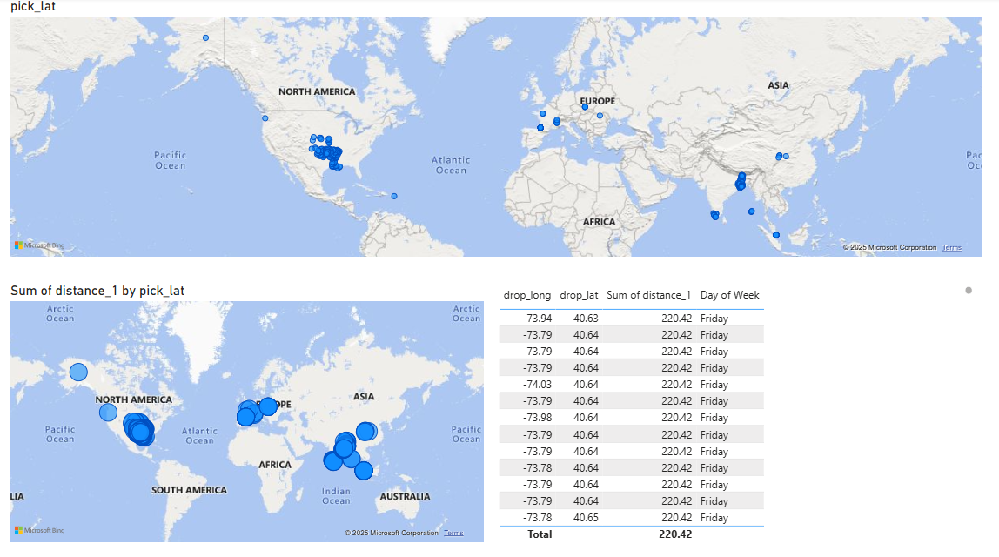 pick_lat
NORTH AMERICA
ASIA
EUROPE
Pacific
Ocean
Atlantic
Ocean
Pac
Oc
AFRICA
Microsoft Bing
© 2025 Microsoft Corporation Terms
Sum of distance_1 by pick_lat
Arctic
Ocean
Arctic
Ocean
NORTH AMERICA
OPE
ASIA
Pacific
Ocean
Atlantic
Ocean
Pacific
Ocean
AFRICA
SOUTH AMERICA
Indian
Ocean
LIA
AUSTRALIA
Microsoft Bing
© 2025 Microsoft Corporation Terms
drop_long drop_lat Sum of distance_1 Day of Week
-73.94 40.63 220.42 Friday
-73.79 40.64 220.42 Friday
-73.79 40.64 220.42 Friday
-73.79 40.64 220.42 Friday
-74.03 40.64 220.42 Friday
-73.79 40.64 220.42 Friday
-73.98 40.64 220.42 Friday
-73.79 40.64 220.42 Friday
-73.79 40.64 220.42 Friday
-73.78 40.64 220.42 Friday
-73.79 40.64 220.42 Friday
-73.79 40.64 220.42 Friday
-73.78 40.65 220.42 Friday
Total 220.42